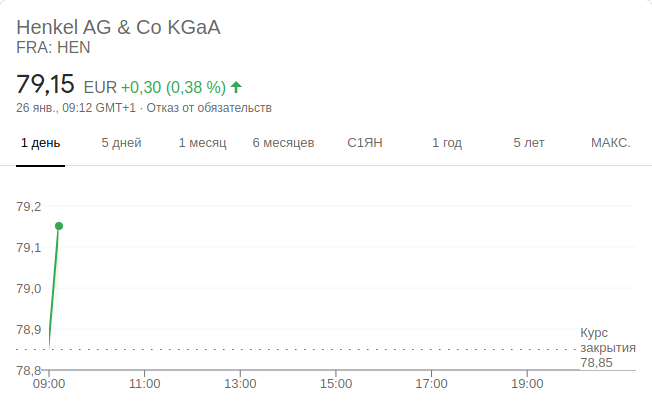 Henkel AG & Co KGaA
FRA: HEN
79,15 EUR +0,30 (0,38 %)
26 янв., 09:12 GMT+1 · Отказ от обязательств
1 день 5 дней 1 месяц 6 месяцев С1ЯН 1 год 5 лет МАКС.
79,2
79,1
79,0
78,9
78,8
Курс
закрытия
78,85
09:00 11:00 13:00 15:00 17:00 19:00